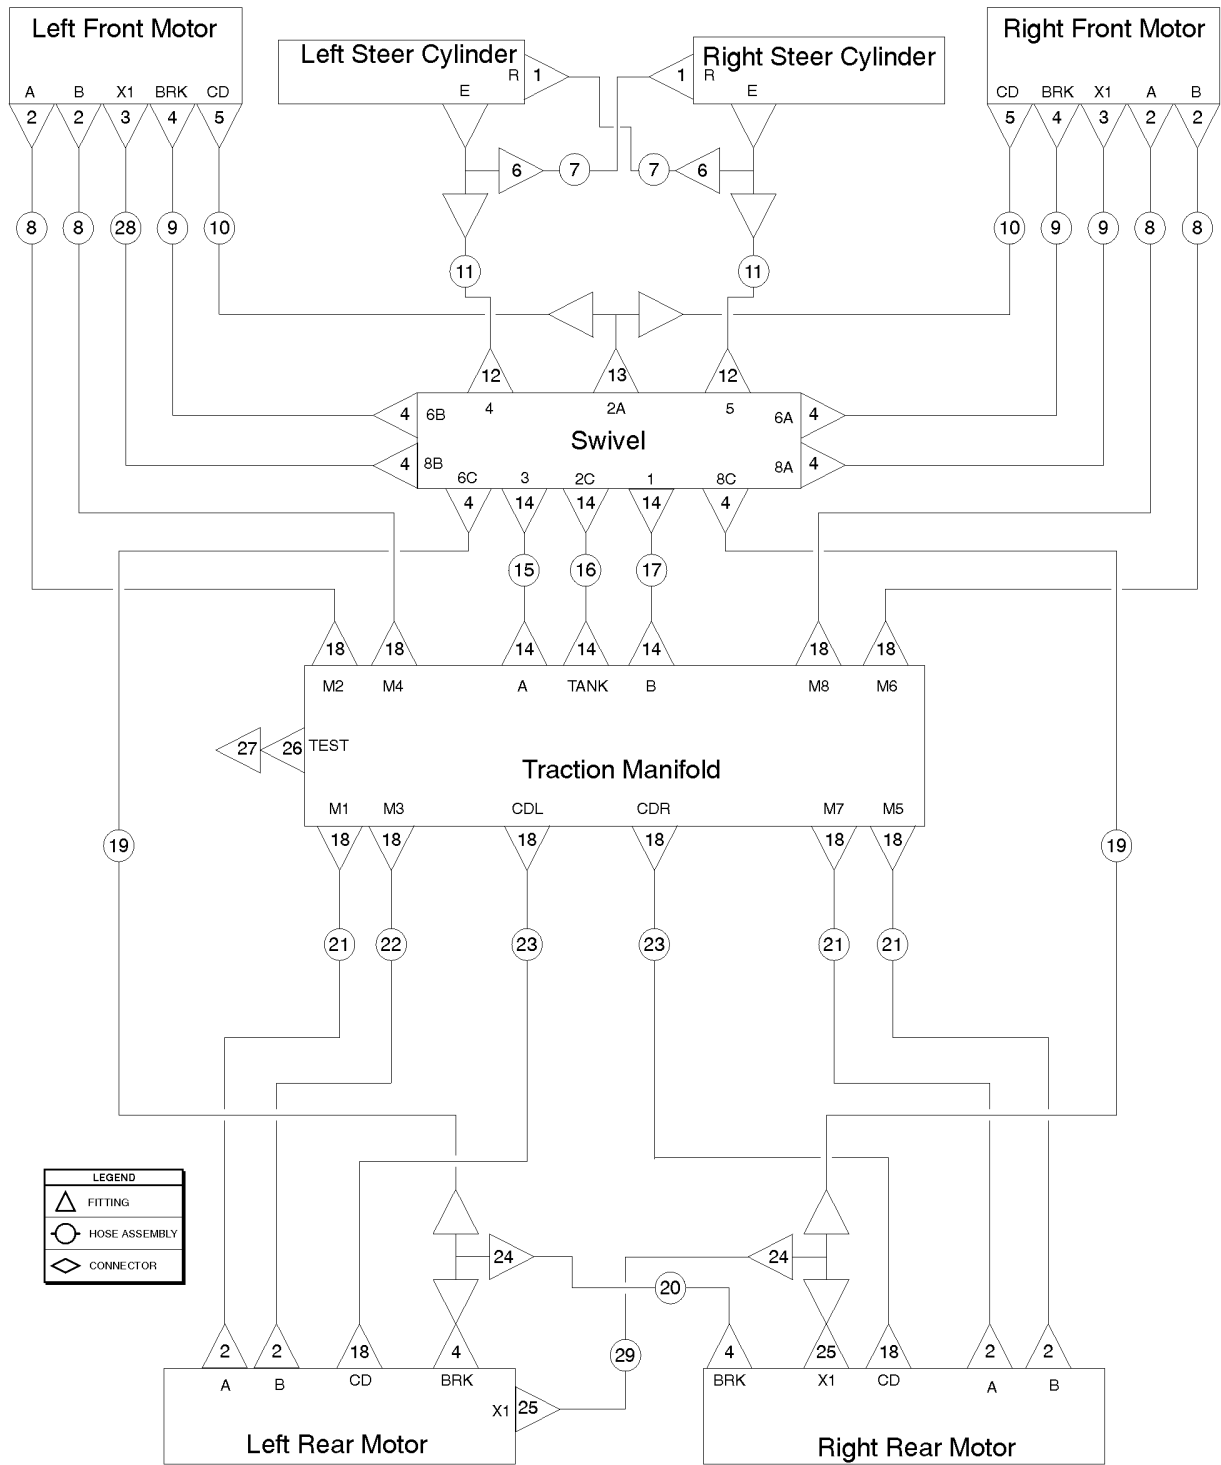 Left Front Motor
A B X1 BRK CD
2 2 3 4 5
Left Steer Cylinder
R
E
1
Right Steer Cylinder
R
E
1
Right Front Motor
CD BRK X1 A B
5 4 3 2 2
6 7 7 6
8 8 28 9 10
10 9 9 8 8
11 11
12 13 12
4 6B 4 2A 5 6A 4
Swivel
4 8B 8A 4
6C 3 2C 1 8C
4 14 14 14 4
15 16 17
18 18 14 14 14 18 18
M2 M4 A TANK B M8 M6
27 26 TEST
Traction Manifold
M1 M3 CDL CDR M7 M5
18 18 18 18 18 18
19 19
21 22 23 23 21 21
LEGEND
FITTING
HOSE ASSEMBLY
CONNECTOR
24 24
20
2 2 18 4 29 4 25 18 2 2
A B CD BRK
X1 25
Left Rear Motor
BRK X1 CD A B
Right Rear Motor